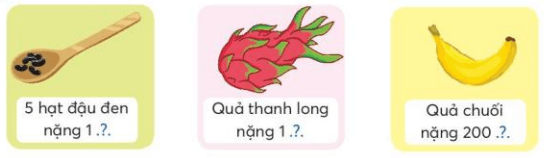 5 hạt đậu đen
nặng 1 .?.
Quả thanh long
nặng 1 .?.
Quả chuối
nặng 200 .?.